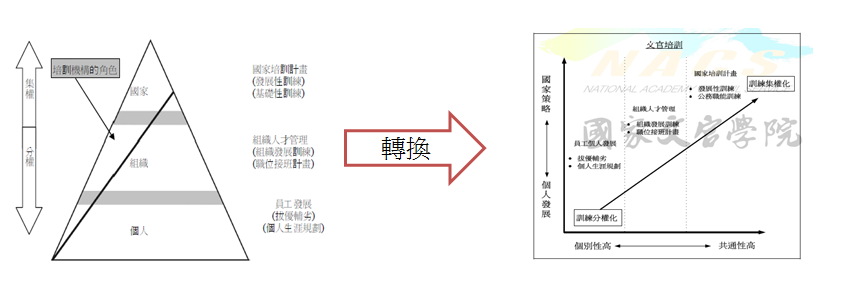 集權
分權
培訓機構的角色
國家
組織
個人
國家培訓計畫
(發展性訓練)
(基礎性訓練)
組織人才管理
(組織發展訓練)
(職位接班計畫)
員工發展
(拔優輔劣)
(個人生涯規劃)
轉換
文官培訓
NACS
NATIONAL ACADEMY
國家文官學院
國家策略
個人發展
國家培訓計畫
• 發展性訓練
• 公務職能訓練
訓練集權化
組織人才管理
• 組織發展訓練
• 職位接班計畫
員工個人發展
• 拔優輔劣
• 個人生涯規劃
訓練分權化
個別性高
共通性高